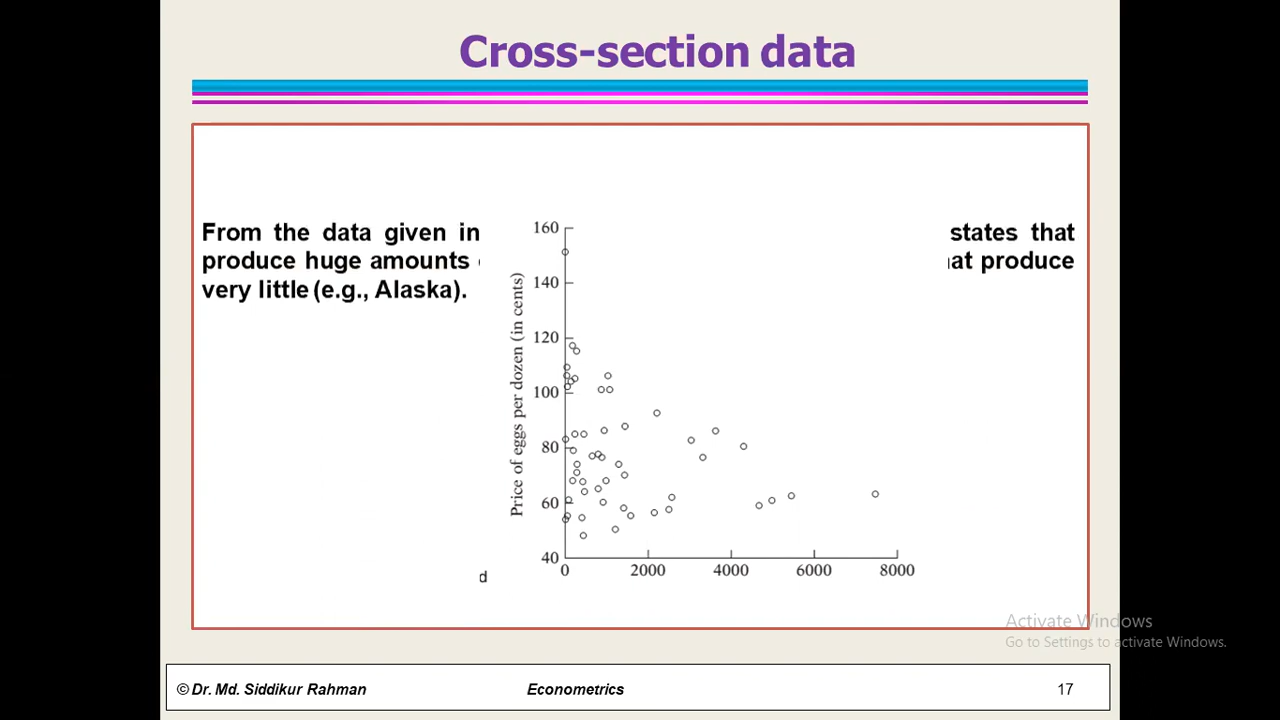 Cross-section data
From the data given in
states that
produce huge amounts
at produce
very little (e.g., Alaska).
160
140
120
100
80
60
40
Price of eggs per dozen (in cents)
0 2000 4000 6000 8000
d
Activate Windows
Go to Settings to activate Windows.
© Dr. Md. Siddikur Rahman
Econometrics
17